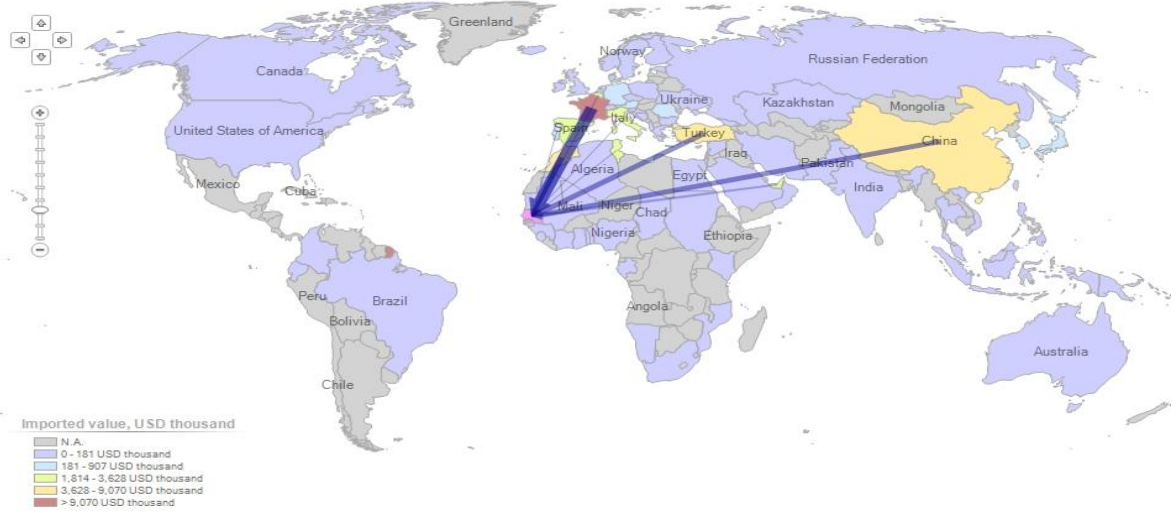 Greenland
Norway
Russian Federation
Canada
Ukraine
Kazakhstan
Mongolia
Italy
Spain
United States of America
Turkey
China
Iraq
Pakistan
Algeria
Egypt
Mexico
India
Cuba
Mali
Niger
Chad
Nigeria
Ethiopia
Peru
Brazil
Angola
Bolivia
Australia
Chile
Imported value, USD thousand
N.A.
0 - 181 USD thousand
181 - 907 USD thousand
1,814 - 3,628 USD thousand
3,628 - 9,070 USD thousand
> 9,070 USD thousand